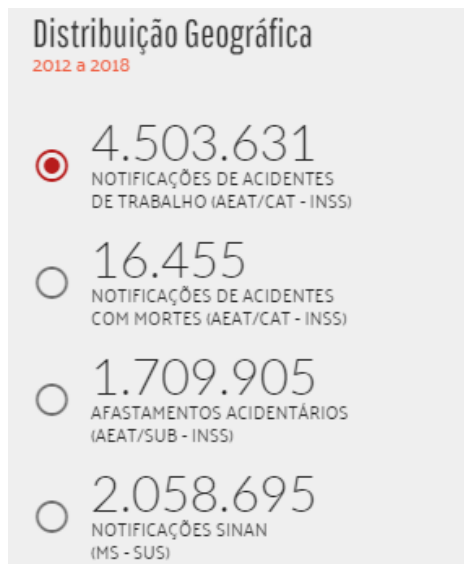 Distribuição Geográfica
2012 a 2018
4.503.631
NOTIFICAÇÕES DE ACIDENTES
DE TRABALHO (AEAT/CAT - INSS)
16.455
NOTIFICAÇÕES DE ACIDENTES
COM MORTES (AEAT/CAT - INSS)
1.709.905
AFASTAMENTOS ACIDENTÁRIOS
(AEAT/SUB - INSS)
2.058.695
NOTIFICAÇÕES SINAN
(MS - SUS)